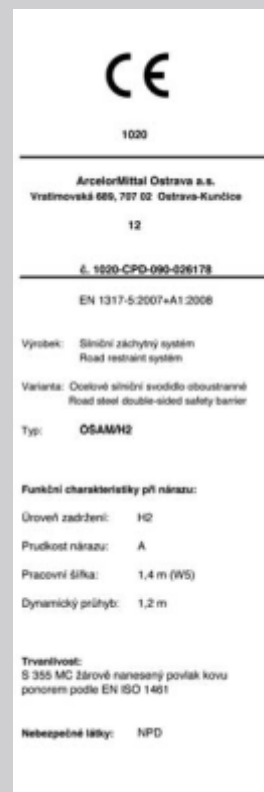 CE
1020
ArcelorMittal Ostrava a.s.
Vratimovská 689, 707 02 Ostrava-Kunčice
12
č. 1020-CPD-090-026178
EN 1317-5:2007+A1:2008
Výrobek: Silniční záchytný systém
Road restraint systém
Varianta: Ocelové silniční svodidlo oboustranné
Road steel double-sided safety barrier
Typ: OSAM/H2
Funkční charakteristiky při nárazu:
Úroveň zadržení: H2
Prudkost nárazu: A
Pracovní šířka: 1,4 m (W5)
Dynamický průhyb: 1,2 m
Trvanlivost:
S 355 MC žárově nanesený povlak kovu
ponorem podle EN ISO 1461
Nebezpečné látky: NPD